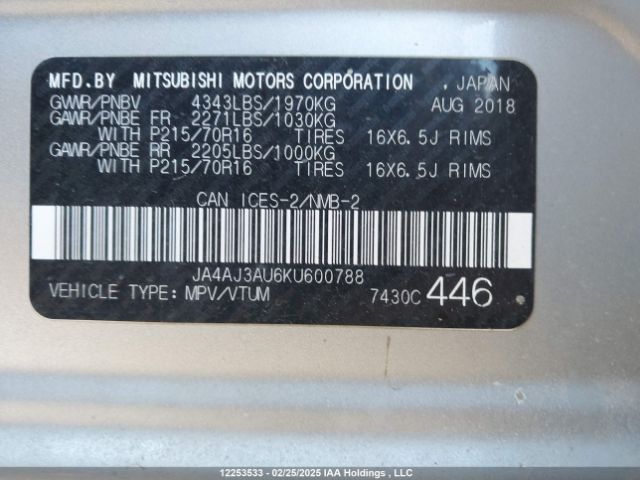 MFD.BY MITSUBISHI MOTORS CORPORATION , JAPAN
GVWR/PNBV 4343LBS/1970KG AUG 2018
GAWR/PNBE FR 2271LBS/1030KG
WITH P215/70R16 TIRES 16X6.5J RIMS
GAWR/PNBE RR 2205LBS/1000KG
WITH P215/70R16 TIRES 16X6.5J RIMS
CAN ICES-2/NMB-2
JA4AJ3AU6KU600788
VEHICLE TYPE: MPV/VTUM 7430C 446
12253533 -- 02/25/2025 IAA Holdings , LLC